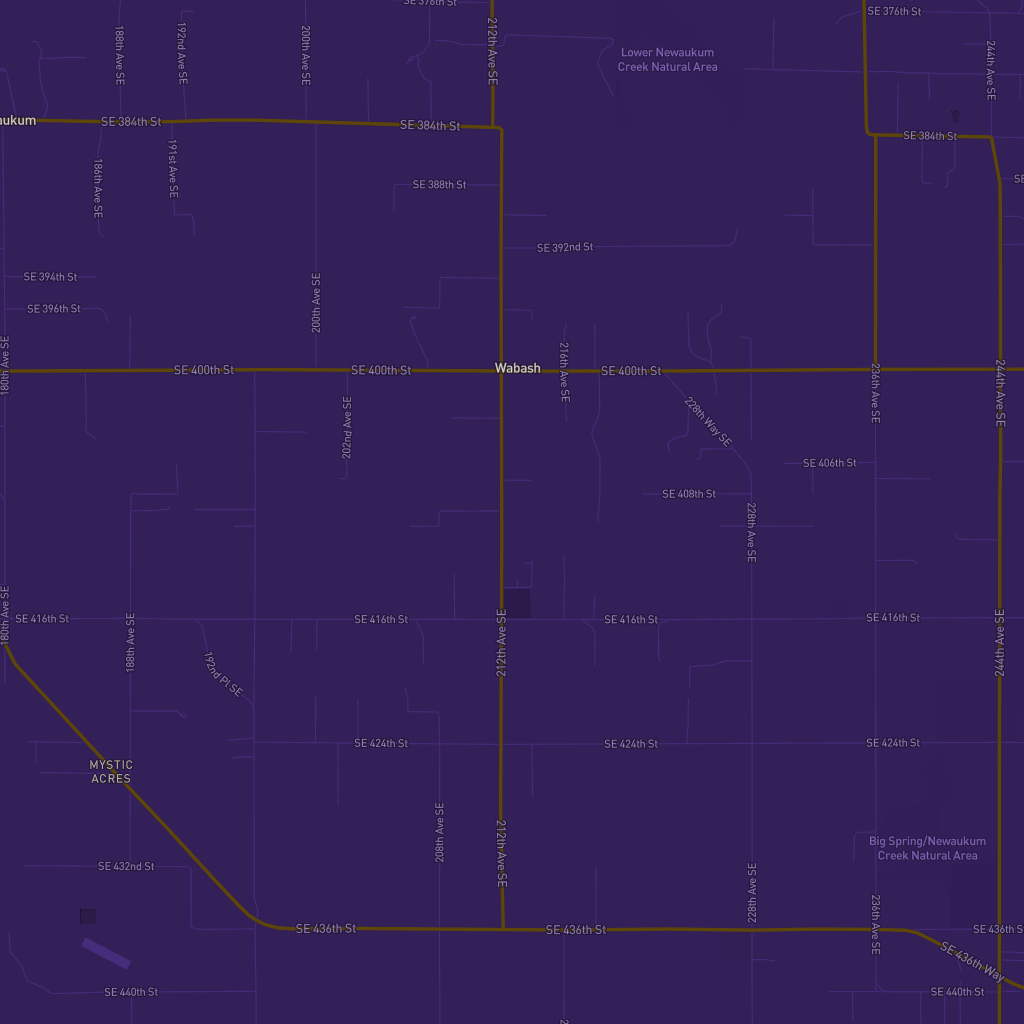 SE 376th St
SE 376th St
188th Ave SE
192nd Ave SE
200th Ave SE
212th Ave SE
Lower Newaukum
Creek Natural Area
244th Ave SE
SE 384th St
SE 384th St
SE 384th St
186th Ave SE
191st Ave SE
SE 388th St
SE 392nd St
SE 394th St
SE 396th St
200th Ave SE
180th Ave SE
SE 400th St
SE 400th St
Wabash
216th Ave SE
SE 400th St
236th Ave SE
244th Ave SE
202nd Ave SE
228th Way SE
SE 406th St
SE 408th St
228th Ave SE
180th Ave SE
SE 416th St
188th Ave SE
SE 416th St
212th Ave SE
SE 416th St
SE 416th St
244th Ave SE
192nd Pl SE
SE 424th St
SE 424th St
SE 424th St
MYSTIC
ACRES
208th Ave SE
212th Ave SE
Big Spring/Newaukum
Creek Natural Area
SE 432nd St
228th Ave SE
236th Ave SE
SE 436th St
SE 436th St
SE 436th St
SE 436th Way
SE 440th St
SE 440th St